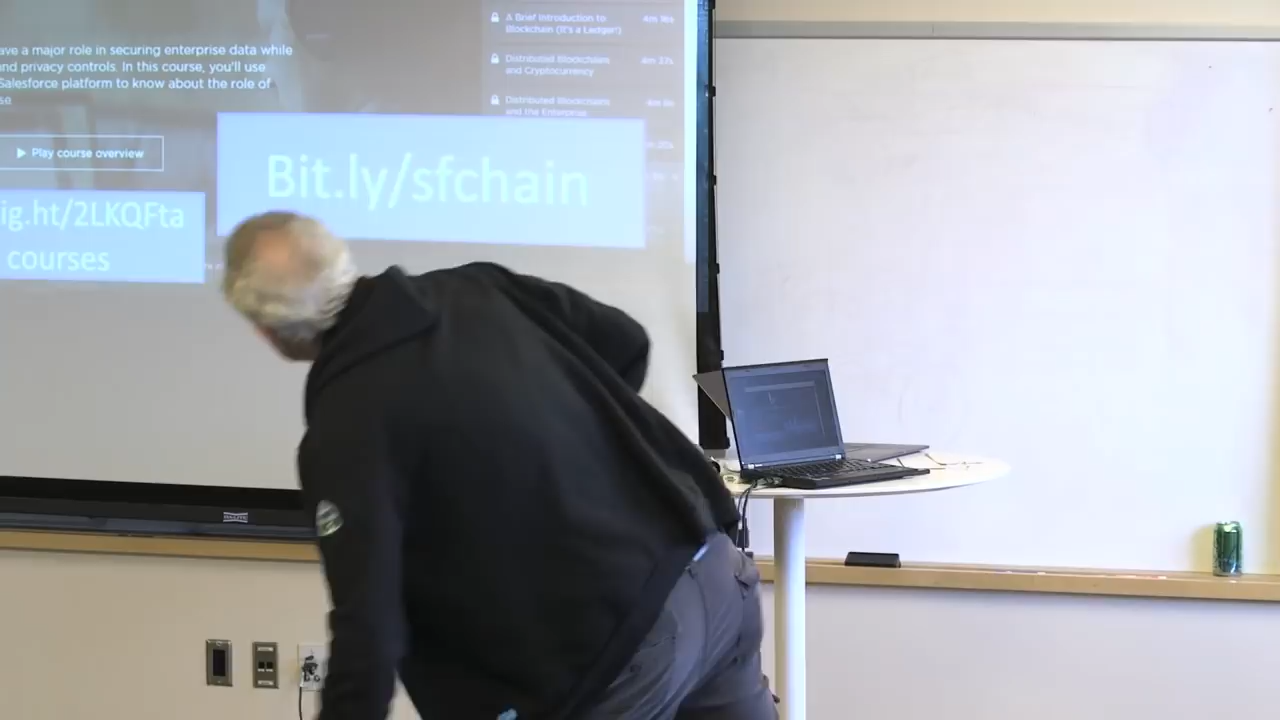 A Brief Introduction to
Blockchain (It's a Ledger!)
4m 16s
ave a major role in securing enterprise data while
nd privacy controls. In this course, you'll use
Salesforce platform to know about the role of
se
Distributed Blockchains
and Cryptocurrency
Distributed Blockchains
and the Enterprise
Play course overview
Bit.ly/sfchain
ig.ht/2LKQFta
courses